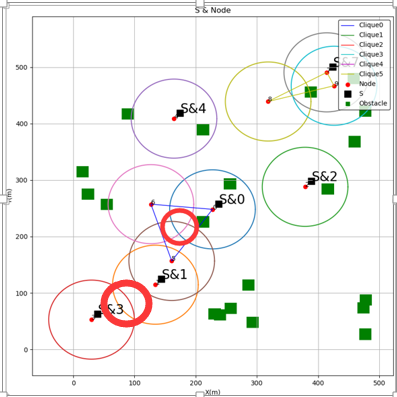 S & Node
Clique0
Clique1
Clique2
Clique3
Clique4
Clique5
Node
S
Obstacle
S&4
S&2
S&0
S&1
S&3
500
400
300
200
100
0
0
100
200
300
400
500
X(m)